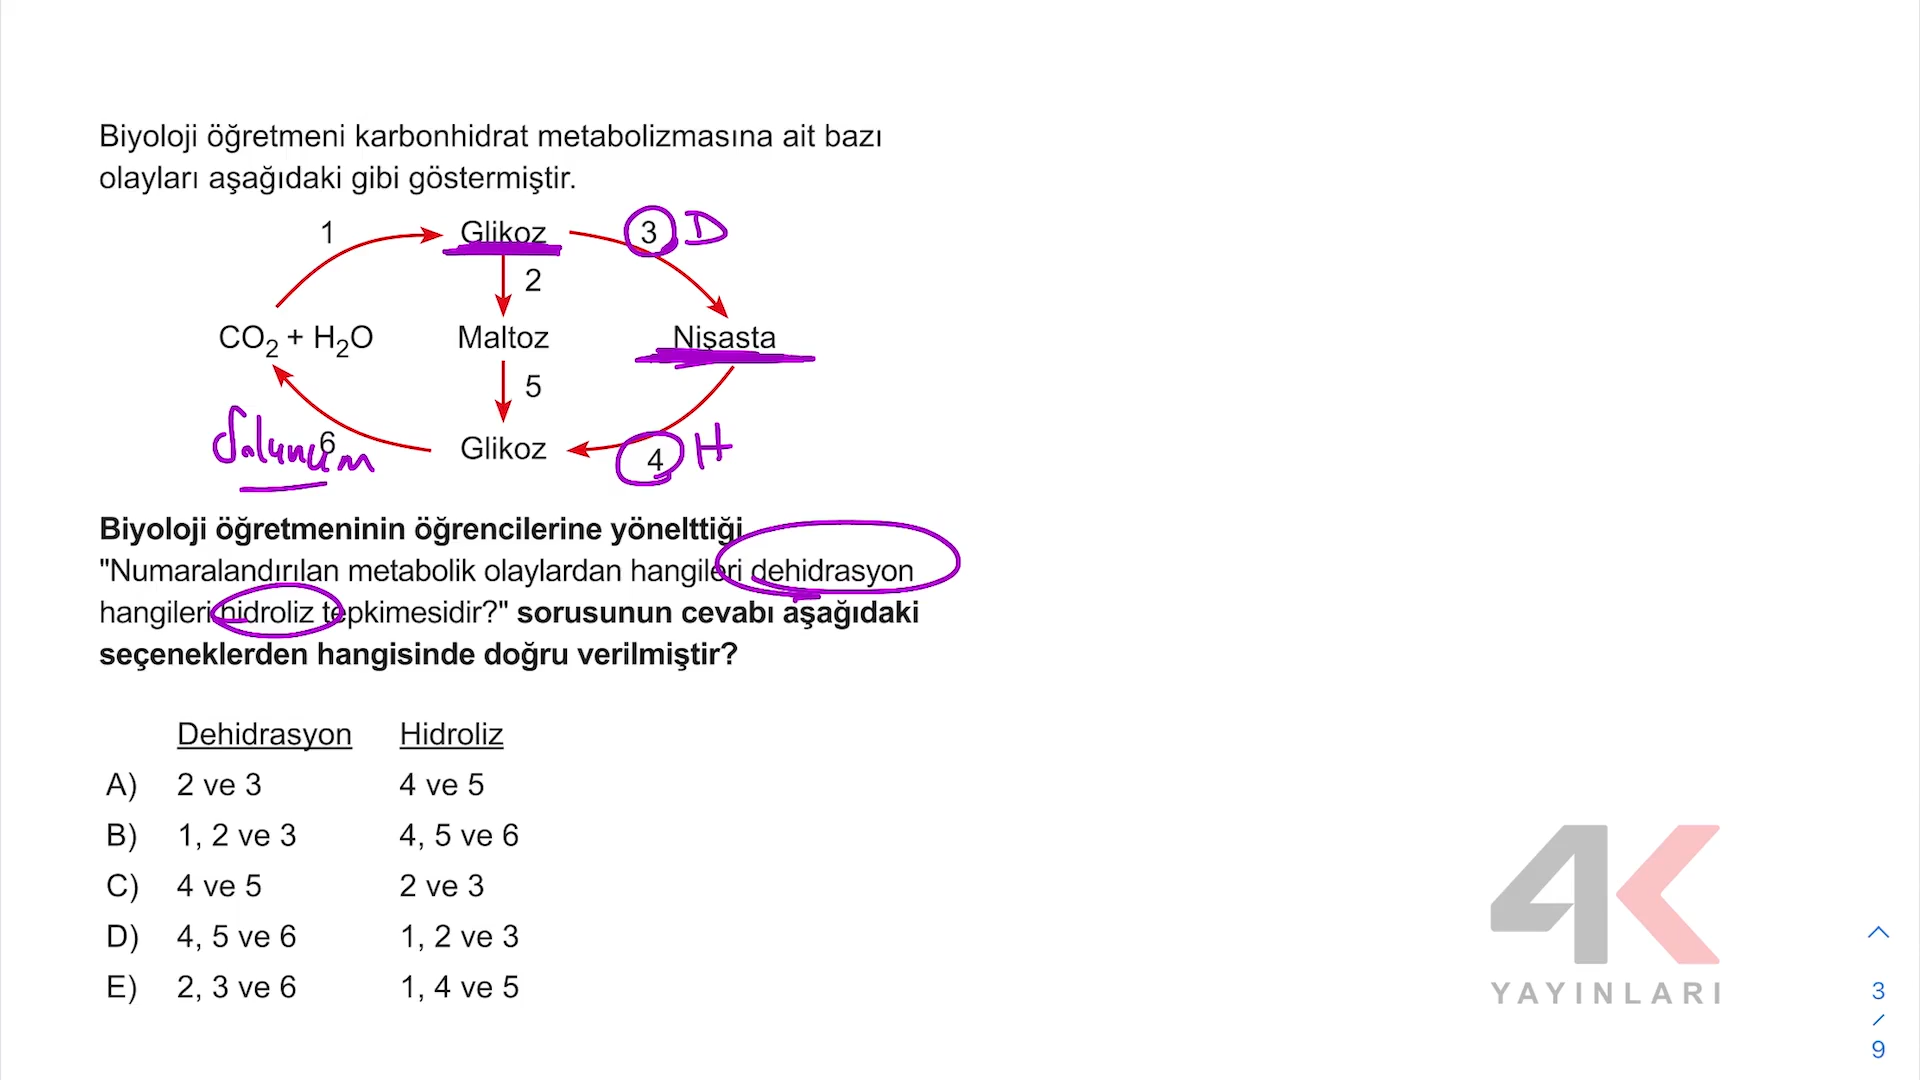 Biyoloji öğretmeni karbonhidrat metabolizmasına ait bazı
olayları aşağıdaki gibi göstermiştir.
1 Glikoz 3 D
2
CO2 + H2O Maltoz Nişasta
5
Solunum 6 Glikoz 4 H
Biyoloji öğretmeninin öğrencilerine yönelttiği
"Numaralandırılan metabolik olaylardan hangileri dehidrasyon
hangileri hidroliz tepkimesidir?" sorusunun cevabı aşağıdaki
seçeneklerden hangisinde doğru verilmiştir?
Dehidrasyon Hidroliz
A) 2 ve 3 4 ve 5
B) 1, 2 ve 3 4, 5 ve 6
C) 4 ve 5 2 ve 3
D) 4, 5 ve 6 1, 2 ve 3
E) 2, 3 ve 6 1, 4 ve 5
4K
YAYINLARI
3
/
9